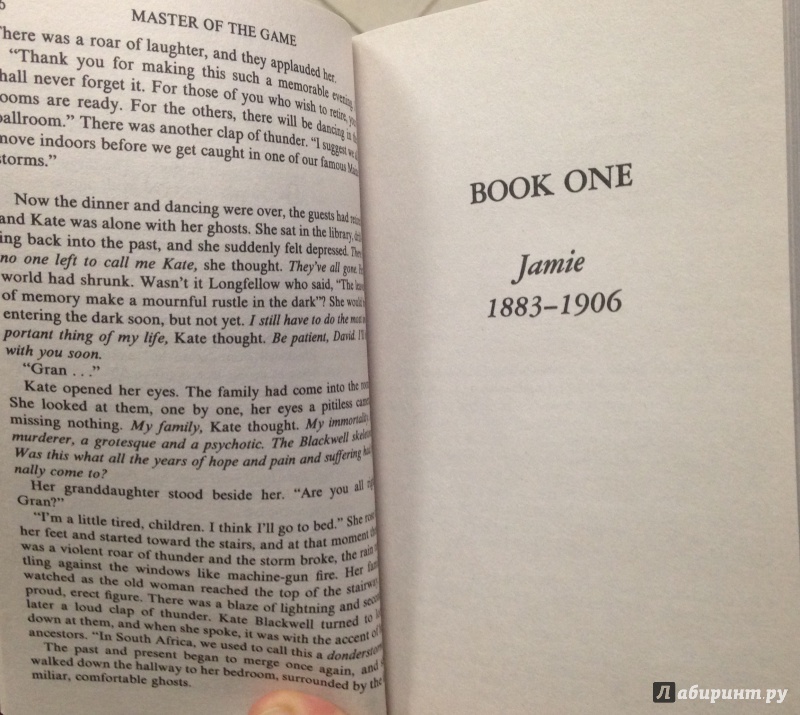 MASTER OF THE GAME
There was a roar of laughter, and they applauded her.
“Thank you for making this such a memorable evening.
hall never forget it. For those of you who wish to retire,
ooms are ready. For the others, there will be dancing in the
ballroom.” There was another clap of thunder. “I suggest we
move indoors before we get caught in one of our famous
storms.”
Now the dinner and dancing were over, the guests had
and Kate was alone with her ghosts. She sat in the library,
ing back into the past, and she suddenly felt depressed.
no one left to call me Kate, she thought. They’ve all gone.
world had shrunk. Wasn’t it Longfellow who said, “The
of memory make a mournful rustle in the dark”? She would
entering the dark soon, but not yet. I still have to do the
portant thing of my life, Kate thought. Be patient, David.
with you soon.
“Gran . . .”
Kate opened her eyes. The family had come into the
She looked at them, one by one, her eyes a pitiless
missing nothing. My family, Kate thought. My immortality
murderer, a grotesque and a psychotic. The Blackwell
Was this what all the years of hope and pain and suffering
nally come to?
Her granddaughter stood beside her. “Are you all
Gran?”
“I’m a little tired, children. I think I’ll go to bed.” She
her feet and started toward the stairs, and at that moment
was a violent roar of thunder and the storm broke, the rain
tling against the windows like machine-gun fire. Her
watched as the old woman reached the top of the stairway
proud, erect figure. There was a blaze of lightning and
later a loud clap of thunder. Kate Blackwell turned to
down at them, and when she spoke, it was with the accent of
ancestors. “In South Africa, we used to call this a
The past and present began to merge once again, and
walked down the hallway to her bedroom, surrounded by the
miliar, comfortable ghosts.
BOOK ONE
Jamie
1883–1906
Лабиринт.ру